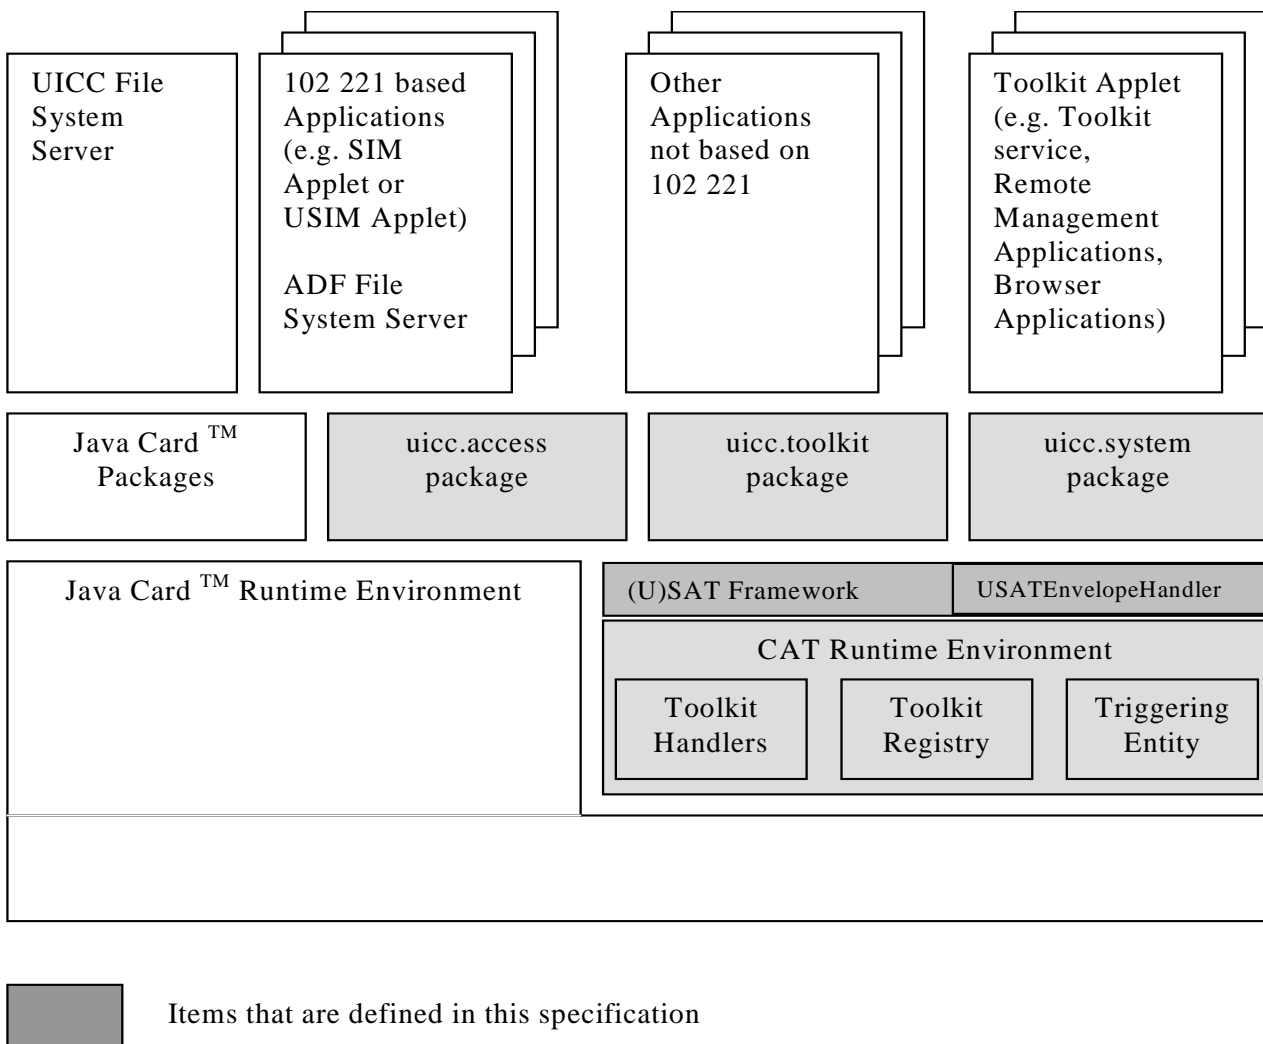 UICC File
System
Server
102 221 based
Applications
(e.g. SIM
Applet or
USIM Applet)
ADF File
System Server
Other
Applications
not based on
102 221
Toolkit Applet
(e.g. Toolkit
service,
Remote
Management
Applications,
Browser
Applications)
Java Card TM
Packages
uicc.access
package
uicc.toolkit
package
uicc.system
package
Java Card TM Runtime Environment
(U)SAT Framework
USATEnvelopeHandler
CAT Runtime Environment
Toolkit
Handlers
Toolkit
Registry
Triggering
Entity
Items that are defined in this specification